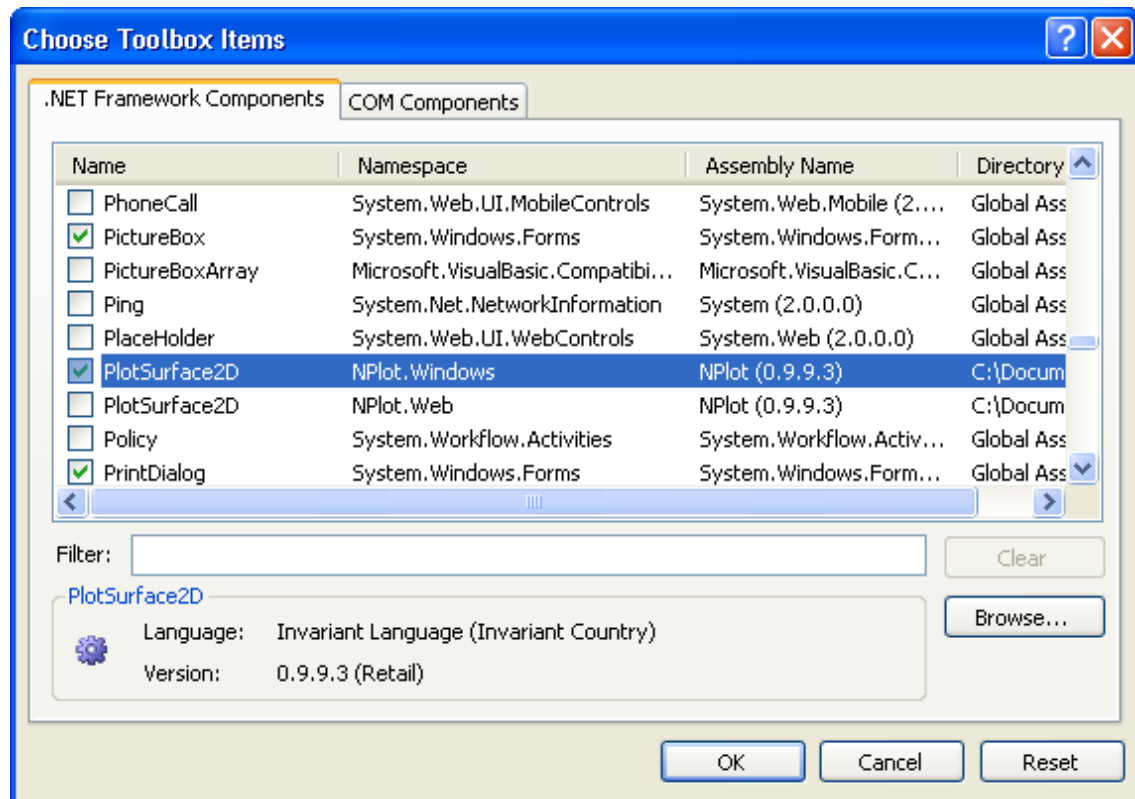 Choose Toolbox Items
.NET Framework Components COM Components
Name Namespace Assembly Name Directory
PhoneCall System.Web.UI.MobileControls System.Web.Mobile (2.... Global Ass
PictureBox System.Windows.Forms System.Windows.Form... Global Ass
PictureBoxArray Microsoft.VisualBasic.Compatibi... Microsoft.VisualBasic.C... Global Ass
Ping System.Net.NetworkInformation System (2.0.0.0) Global Ass
PlaceHolder System.Web.UI.WebControls System.Web (2.0.0.0) Global Ass
PlotSurface2D NPlot.Windows NPlot (0.9.9.3) C:\Docum
PlotSurface2D NPlot.Web NPlot (0.9.9.3) C:\Docum
Policy System.Workflow.Activities System.Workflow.Activ... Global Ass
PrintDialog System.Windows.Forms System.Windows.Form... Global Ass
Filter: Clear
PlotSurface2D
Browse...
Language: Invariant Language (Invariant Country)
Version: 0.9.9.3 (Retail)
OK Cancel Reset